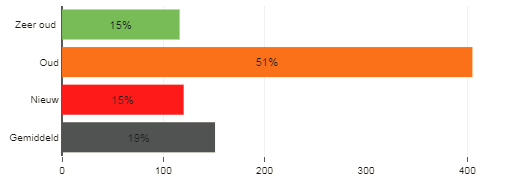 Zeer oud 15%
Oud 51%
Nieuw 15%
Gemiddeld 19%
0 100 200 300 400